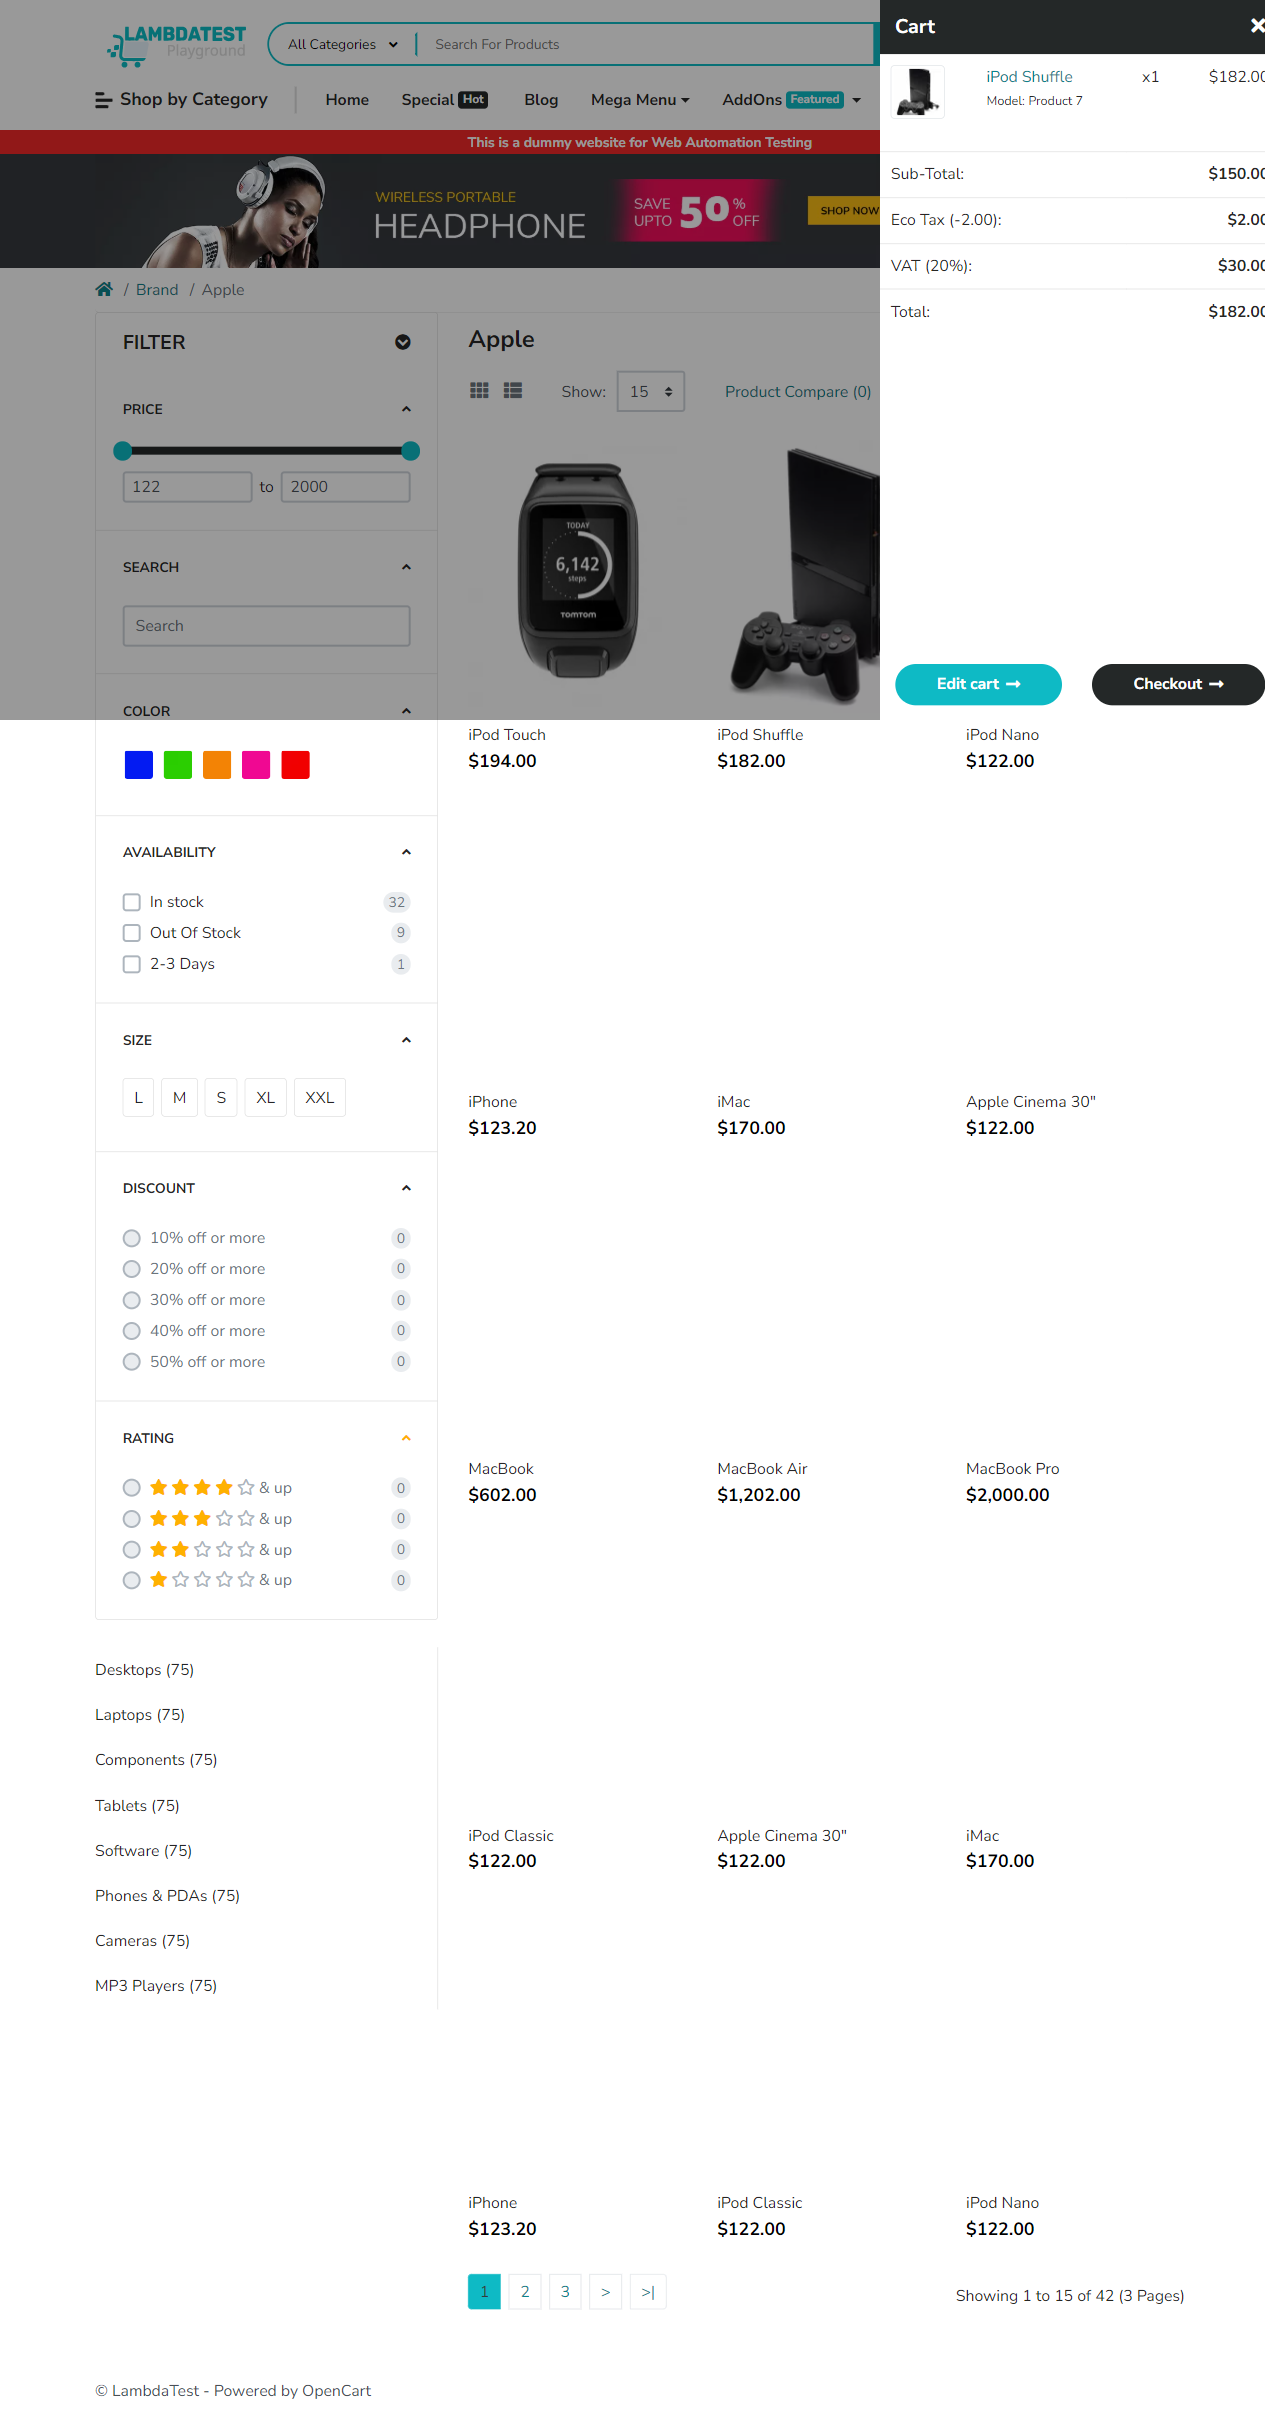 LAMBDATEST
Playground
All Categories
Search For Products
Shop by Category
Home
Special Hot
Blog
Mega Menu
AddOns Featured
This is a dummy website for Web Automation Testing
WIRELESS PORTABLE
HEADPHONE
SAVE UPTO 50% OFF
SHOP NOW
Cart
iPod Shuffle x1 $182.00
Model: Product 7
Sub-Total: $150.00
Eco Tax (-2.00): $2.00
VAT (20%): $30.00
Total: $182.00
Edit cart
Checkout
/ Brand / Apple
FILTER
PRICE
122 to 2000
SEARCH
Search
COLOR
AVAILABILITY
In stock 32
Out Of Stock 9
2-3 Days 1
SIZE
L M S XL XXL
DISCOUNT
10% off or more 0
20% off or more 0
30% off or more 0
40% off or more 0
50% off or more 0
RATING
& up 0
& up 0
& up 0
& up 0
Desktops (75)
Laptops (75)
Components (75)
Tablets (75)
Software (75)
Phones & PDAs (75)
Cameras (75)
MP3 Players (75)
Apple
Show: 15
Product Compare (0)
TODAY
6,142
steps
TOMTOM
iPod Touch
$194.00
iPod Shuffle
$182.00
iPod Nano
$122.00
iPhone
$123.20
iMac
$170.00
Apple Cinema 30"
$122.00
MacBook
$602.00
MacBook Air
$1,202.00
MacBook Pro
$2,000.00
iPod Classic
$122.00
Apple Cinema 30"
$122.00
iMac
$170.00
iPhone
$123.20
iPod Classic
$122.00
iPod Nano
$122.00
1 2 3 > >|
Showing 1 to 15 of 42 (3 Pages)
© LambdaTest - Powered by OpenCart